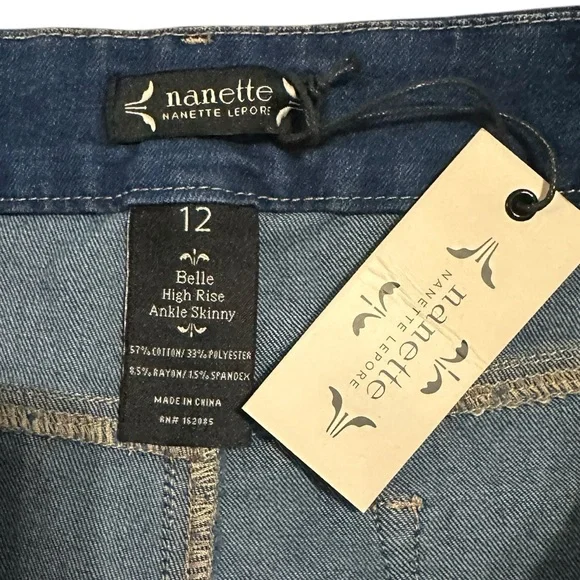 nanette
NANETTE LEPORE
12
Belle
High Rise
Ankle Skinny
57% COTTON/ 33% POLYESTER
8.5% RAYON/ 1.5% SPANDEX
MADE IN CHINA
RN# 162085
nanette
NANETTE LEPORE